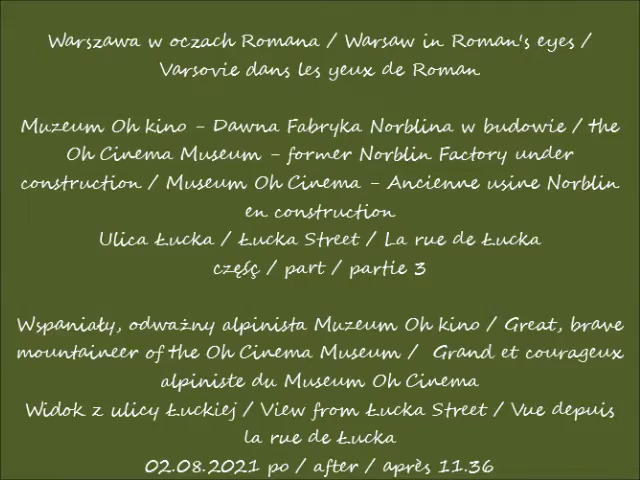 Warszawa w oczach Romana / Warsaw in Roman's eyes /
Varsovie dans les yeux de Roman
Muzeum Oh kino - Dawna Fabryka Norblina w budowie / the
Oh Cinema Museum - former Norblin Factory under
construction / Museum Oh Cinema - Ancienne usine Norblin
en construction
Ulica Łucka / Łucka Street / La rue de Łucka
część / part / partie 3
Wspaniały, odważny alpinista Muzeum Oh kino / Great, brave
mountaineer of the Oh Cinema Museum / Grand et courageux
alpiniste du Museum Oh Cinema
Widok z ulicy Łuckiej / View from Łucka Street / Vue depuis
la rue de Łucka
02.08.2021 po / after / après 11.36